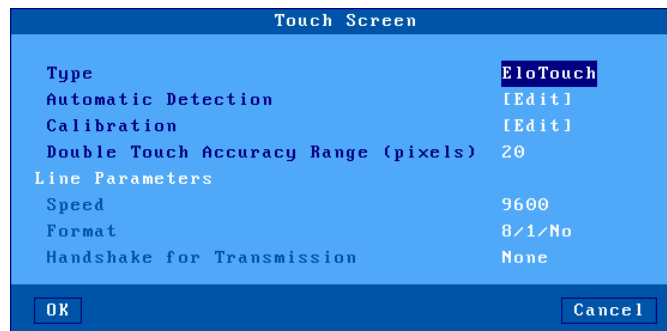 Touch Screen
Type EloTouch
Automatic Detection [Edit]
Calibration [Edit]
Double Touch Accuracy Range (pixels) 20
Line Parameters
Speed 9600
Format 8/1/No
Handshake for Transmission None
OK Cancel